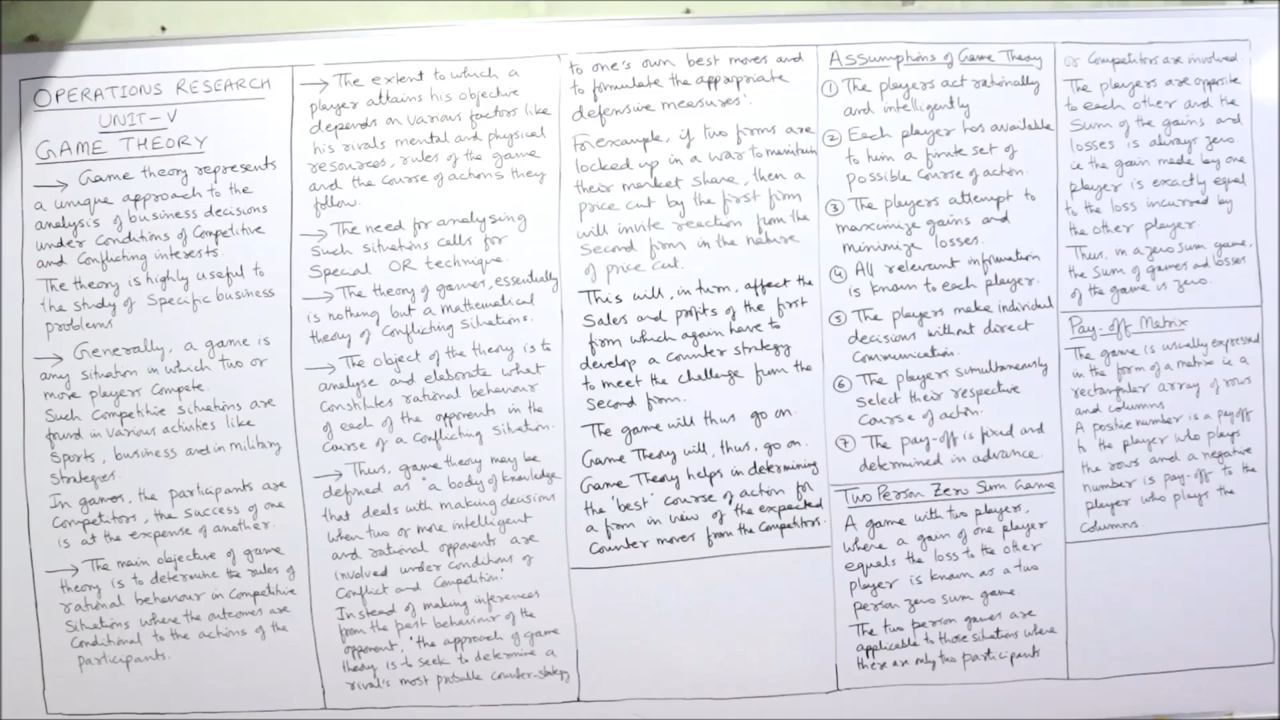 OPERATIONS RESEARCH
UNIT-V
GAME THEORY
→ Game theory represents
a unique approach to the
analysis of business decisions
under Conditions of Competitive
and Conflicting interests.
The theory is highly useful to
the study of Specific business
problems
→ Generally, a game is
any situation in which two or
more players Compete.
Such Competitive situations are
found in various activities like
Sports, business and in military
Strategies.
In games, the participants are
Competitors, the success of one
is at the expense of another.
→ The main objective of game
theory is to determine the rules of
rational behaviour in Competitive
Situations where the outcomes are
Conditional to the actions of the
participants.
→ The extent to which a
player attains his objective
depends on various factors like
his rivals mental and physical
resources, rules of the game
and the course of actions they
follow.
→ The need for analysing
Such situations calls for
Special OR technique.
→ The theory of games, essentially
is nothing but a mathematical
theory of 'Conflicting Situations.
→ The object of the theory is to
analyse and elaborate what
Constitutes rational behaviour
of each of the opponents in the
Course of a Conflicting Situation.
→ Thus, game theory may be
defined as "a body of knowledge
that deals with making decisions
when two or more intelligent
and rational opponents are
involved under conditions of
Conflict and Competition."
Instead of making inferences
from the past behaviour of the
opponent, "the approach of game
theory is to seek to determine a
rival's most probable counter-strategy
to one's own best moves and
to formulate the appropriate
defensive measures".
For example, if two firms are
locked up in a war to maintain
their market share, then a
price cut by the first firm
will invite reaction from the
Second firm in the nature
of price cut.
This will, in turn, affect the
Sales and profits of the first
firm which again have to
develop a counter strategy
to meet the challenge from the
Second firm.
The game will thus go on.
Game Theory will, thus, go on.
Game Theory helps in determining
the 'best' course of action for
a firm in view of the expected
Counter moves from the Competitors.
Assumptions of Game Theory
① The players act rationally
and intelligently
② Each player has available
to him a finite set of
possible Course of action.
③ The players attempt to
maximize gains and
minimize losses.
④ All relevant information
is known to each player.
⑤ The players make individual
decisions without direct
Communication.
⑥ The players simultaneously
Select their respective
Course of action.
⑦ The pay-off is fixed and
determined in advance.
Two Person Zero Sum Game
A game with two players,
where a gain of one player
equals the loss to the other
player is known as a two
person zero sum game.
The two person games are
applicable to those situations where
there are only two participants
or Competitors are involved.
The players are opposite
to each other and the
Sum of the gains and
losses is always zero.
ie the gain made by one
player is exactly equal
to the loss incurred by
the other player.
Thus, in a zero sum game,
the sum of games ad losses
of the game is zero.
Pay-off Matrix
The game is usually expressed
in the form of a matrix is a
rectangular array of rows
and columns
A positive number is a pay off
to the player who plays
the rows and a negative
number is pay-off to the
player who plays the
Columns.